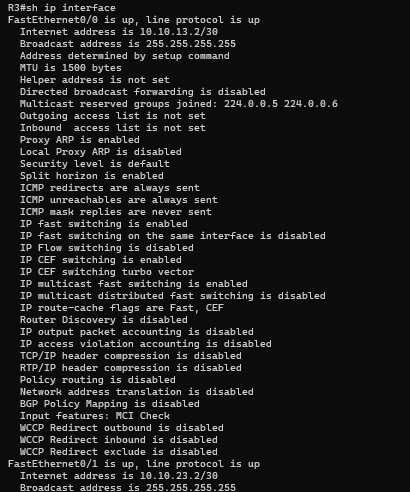 R3#sh ip interface
FastEthernet0/0 is up, line protocol is up
  Internet address is 10.10.13.2/30
  Broadcast address is 255.255.255.255
  Address determined by setup command
  MTU is 1500 bytes
  Helper address is not set
  Directed broadcast forwarding is disabled
  Multicast reserved groups joined: 224.0.0.5 224.0.0.6
  Outgoing access list is not set
  Inbound  access list is not set
  Proxy ARP is enabled
  Local Proxy ARP is disabled
  Security level is default
  Split horizon is enabled
  ICMP redirects are always sent
  ICMP unreachables are always sent
  ICMP mask replies are never sent
  IP fast switching is enabled
  IP fast switching on the same interface is disabled
  IP Flow switching is disabled
  IP CEF switching is enabled
  IP CEF switching turbo vector
  IP multicast fast switching is enabled
  IP multicast distributed fast switching is disabled
  IP route-cache flags are Fast, CEF
  Router Discovery is disabled
  IP output packet accounting is disabled
  IP access violation accounting is disabled
  TCP/IP header compression is disabled
  RTP/IP header compression is disabled
  Policy routing is disabled
  Network address translation is disabled
  BGP Policy Mapping is disabled
  Input features: MCI Check
  WCCP Redirect outbound is disabled
  WCCP Redirect inbound is disabled
  WCCP Redirect exclude is disabled
FastEthernet0/1 is up, line protocol is up
  Internet address is 10.10.23.2/30
  Broadcast address is 255.255.255.255